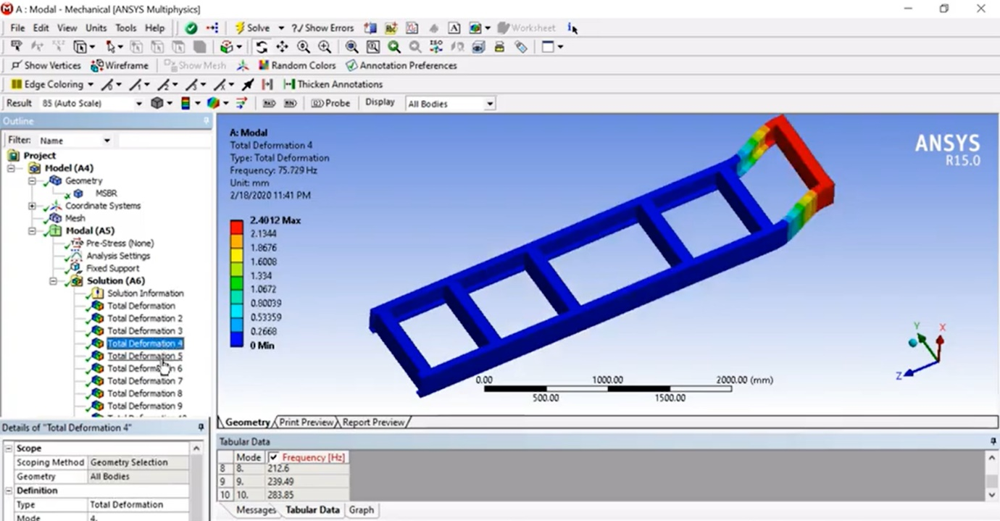 A : Modal - Mechanical [ANSYS Multiphysics]
File Edit View Units Tools Help Solve ?/ Show Errors A Worksheet i
ISO
Show Vertices Wireframe Show Mesh Random Colors Annotation Preferences
Edge Coloring Thicken Annotations
Result 85 (Auto Scale) Probe Display All Bodies
Outline
Filter: Name
Project
Model (A4)
Geometry
MSBR
Coordinate Systems
Mesh
Modal (A5)
Pre-Stress (None)
Analysis Settings
Fixed Support
Solution (A6)
Solution Information
Total Deformation
Total Deformation 2
Total Deformation 3
Total Deformation 4
Total Deformation 5
Total Deformation 6
Total Deformation 7
Total Deformation 8
Total Deformation 9
Details of "Total Deformation 4"
Scope
Scoping Method Geometry Selection
Geometry All Bodies
Definition
Type Total Deformation
Mode 4.
A: Modal
Total Deformation 4
Type: Total Deformation
Frequency: 75.729 Hz
Unit: mm
2/18/2020 11:41 PM
2.4012 Max
2.1344
1.8676
1.6008
1.334
1.0672
0.80039
0.53359
0.2668
0 Min
ANSYS
R15.0
Y X
Z
0.00 1000.00 2000.00 (mm)
500.00 1500.00
Geometry Print Preview Report Preview
Tabular Data
Mode Frequency [Hz]
8 8. 212.6
9 9. 239.49
10 10. 283.85
Messages Tabular Data Graph